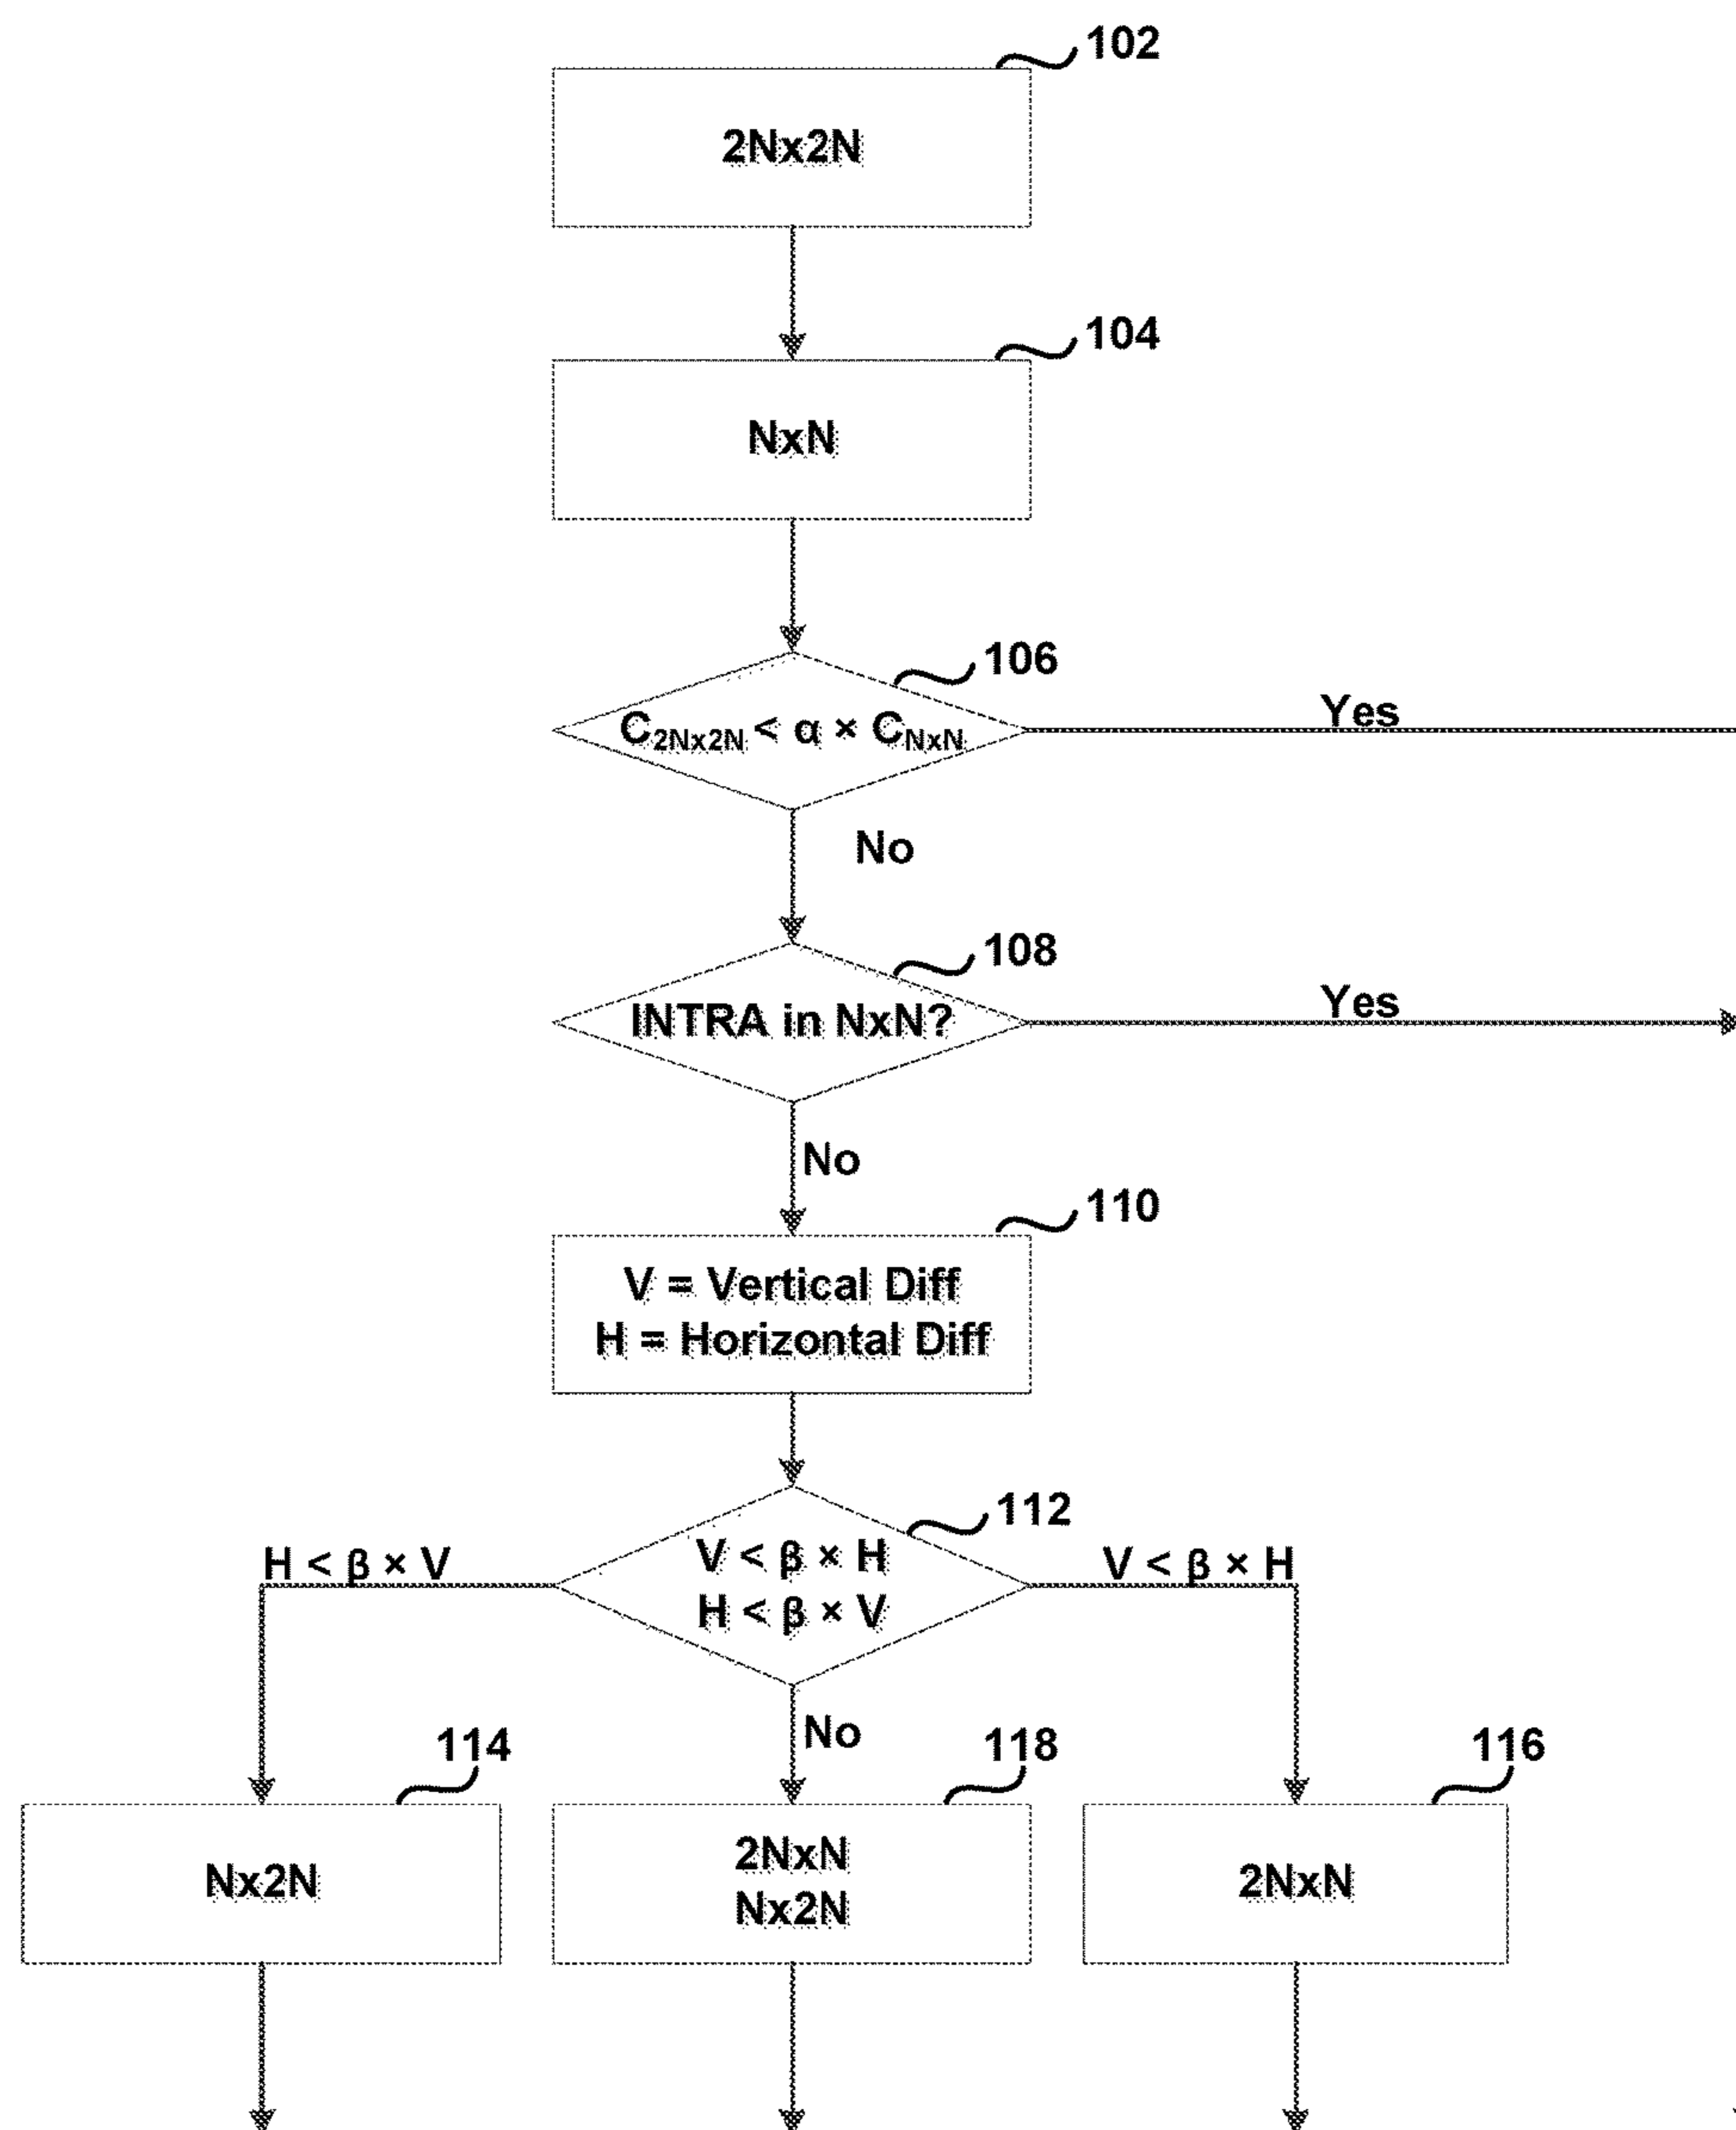 102
2Nx2N
104
NxN
106
C2Nx2N < α × CNxN
Yes
No
108
INTRA in NxN?
Yes
No
110
V = Vertical Diff
H = Horizontal Diff
112
H < β × V
V < β × H
H < β × V
V < β × H
No
114
118
116
Nx2N
2NxN
Nx2N
2NxN